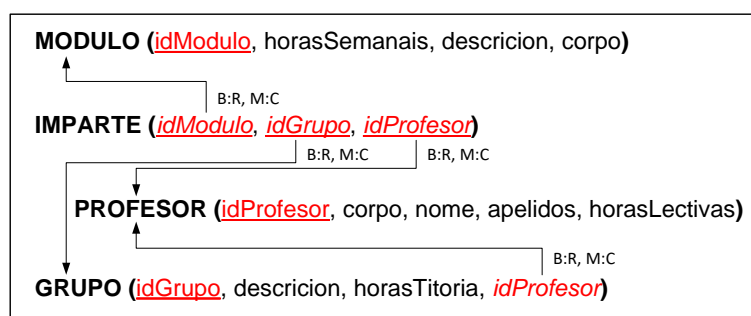 MODULO (idModulo, horasSemanais, descricion, corpo)
B:R, M:C
IMPARTE (idModulo, idGrupo, idProfesor)
B:R, M:C B:R, M:C
PROFESOR (idProfesor, corpo, nome, apelidos, horasLectivas)
B:R, M:C
GRUPO (idGrupo, descricion, horasTitoria, idProfesor)